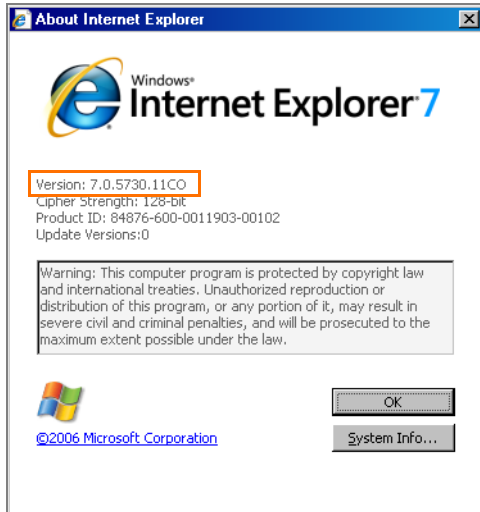 About Internet Explorer
Windows®
Internet Explorer 7
Version: 7.0.5730.11CO
Cipher Strength: 128-bit
Product ID: 84876-600-0011903-00102
Update Versions:0
Warning: This computer program is protected by copyright law
and international treaties. Unauthorized reproduction or
distribution of this program, or any portion of it, may result in
severe civil and criminal penalties, and will be prosecuted to the
maximum extent possible under the law.
OK
©2006 Microsoft Corporation
System Info...